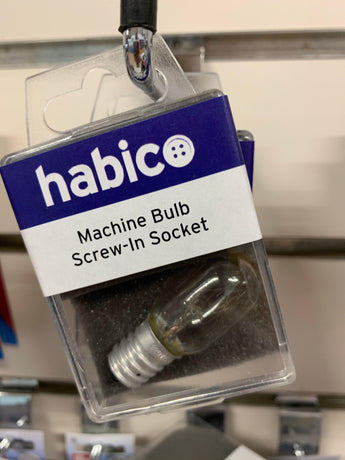 habico
Machine Bulb
Screw-In Socket